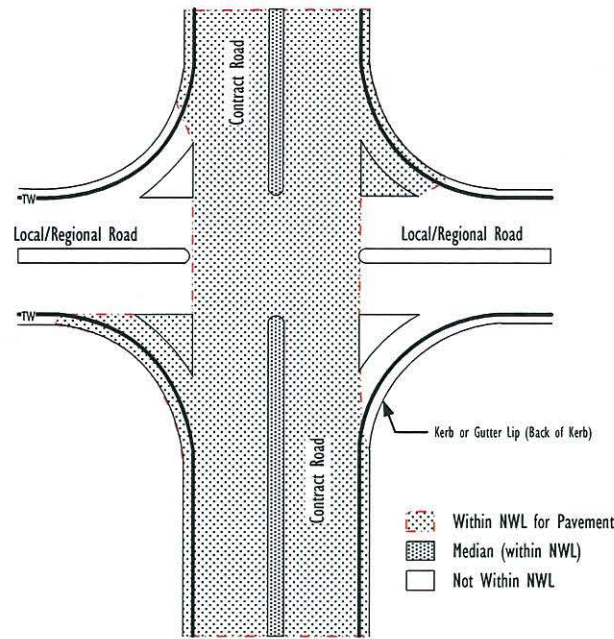 Contract Road
TW
Local/Regional Road
Local/Regional Road
TW
Kerb or Gutter Lip (Back of Kerb)
Contract Road
Within NWL for Pavement
Median (within NWL)
Not Within NWL